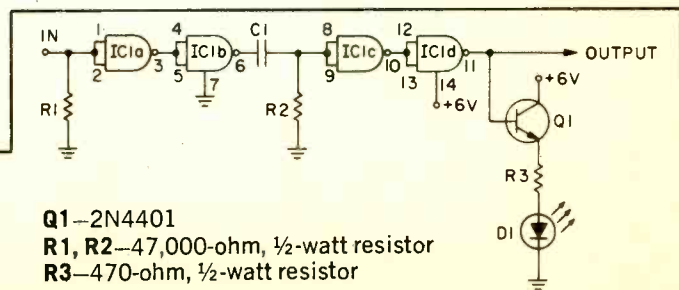 IN
1
2
IC1a
3
4
5
IC1b
6
7
C1
8
9
IC1c
10
12
13
IC1d
11
14
+6V
OUTPUT
+6V
Q1
R1
R2
R3
D1
Q1—2N4401
R1, R2—47,000-ohm, ½-watt resistor
R3—470-ohm, ½-watt resistor